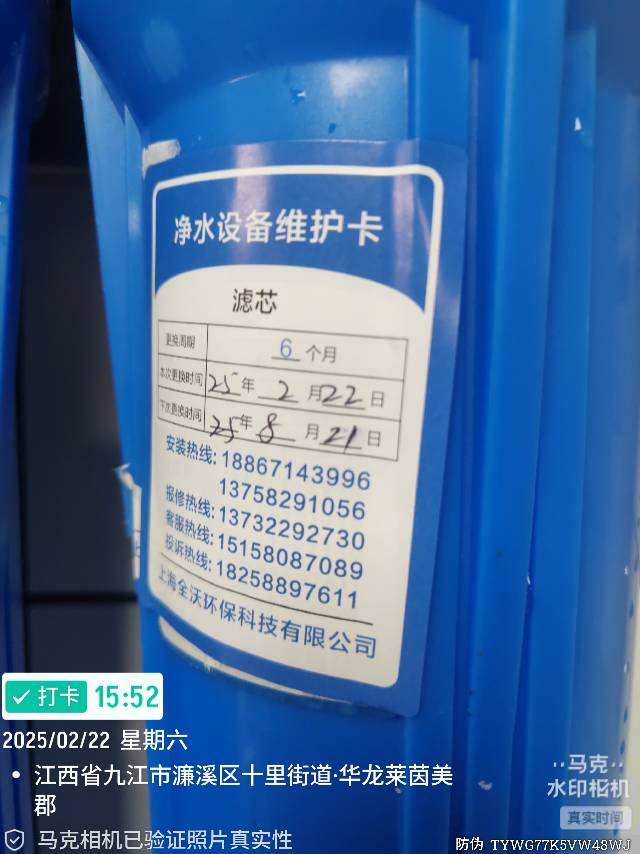 净水设备维护卡
滤芯
更换周期 6 个月
本次更换时间 25 年 2 月 22 日
下次更换时间 25 年 8 月 21 日
安装热线: 18867143996
13758291056
报修热线: 13732292730
客服热线: 15158087089
投诉热线: 18258897611
上海全沃环保科技有限公司
打卡 15:52
2025/02/22 星期六
江西省九江市濂溪区十里街道·华龙莱茵美
郡
马克相机已验证照片真实性
马克
水印相机
真实时间
防伪 TYWG77K5VW48WJ